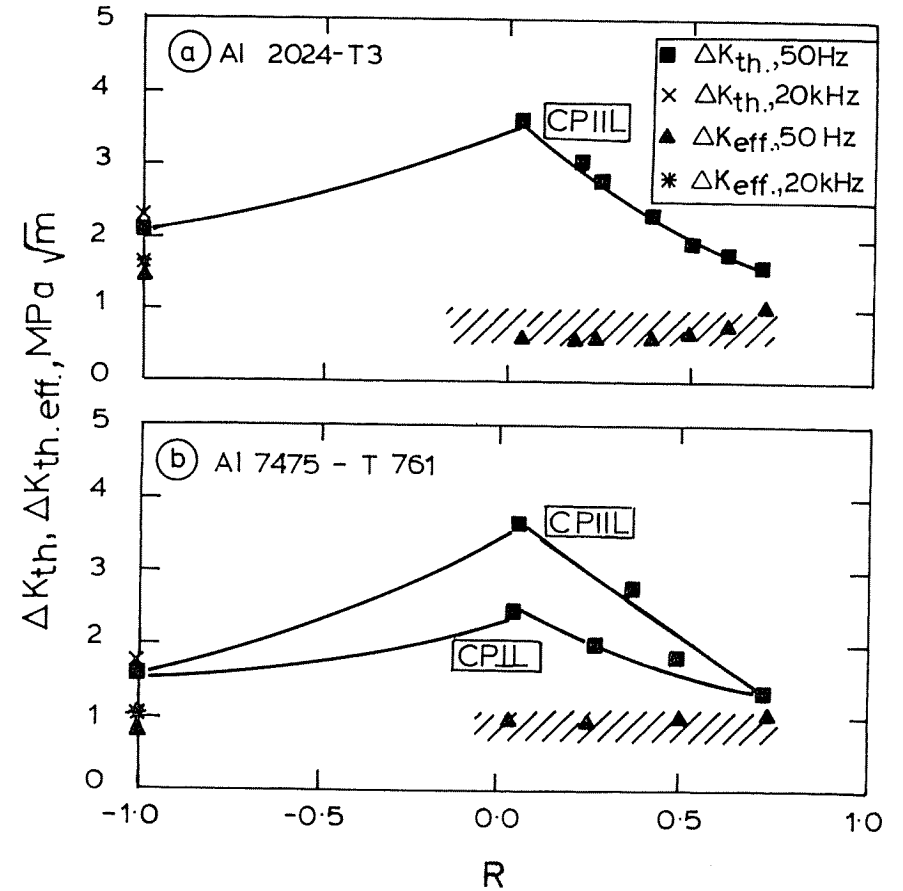 ΔKth, ΔKth.eff., MPa √m
5
4
3
2
1
0
ⓐ Al 2024-T3
CPIIL
ΔKth.,50Hz
ΔKth.,20kHz
ΔKeff.,50 Hz
ΔKeff.,20kHz
5
4
3
2
1
0
ⓑ Al 7475 - T 761
CPIIL
CP⊥L
-1·0
-0·5
0·0
0·5
1·0
R